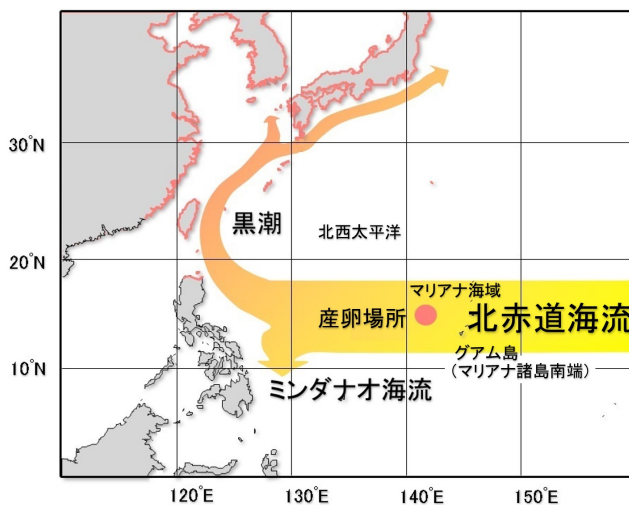 30°N
黒潮
北西太平洋
20°N
マリアナ海域
産卵場所
北赤道海流
グアム島
（マリアナ諸島南端）
10°N
ミンダナオ海流
120°E
130°E
140°E
150°E